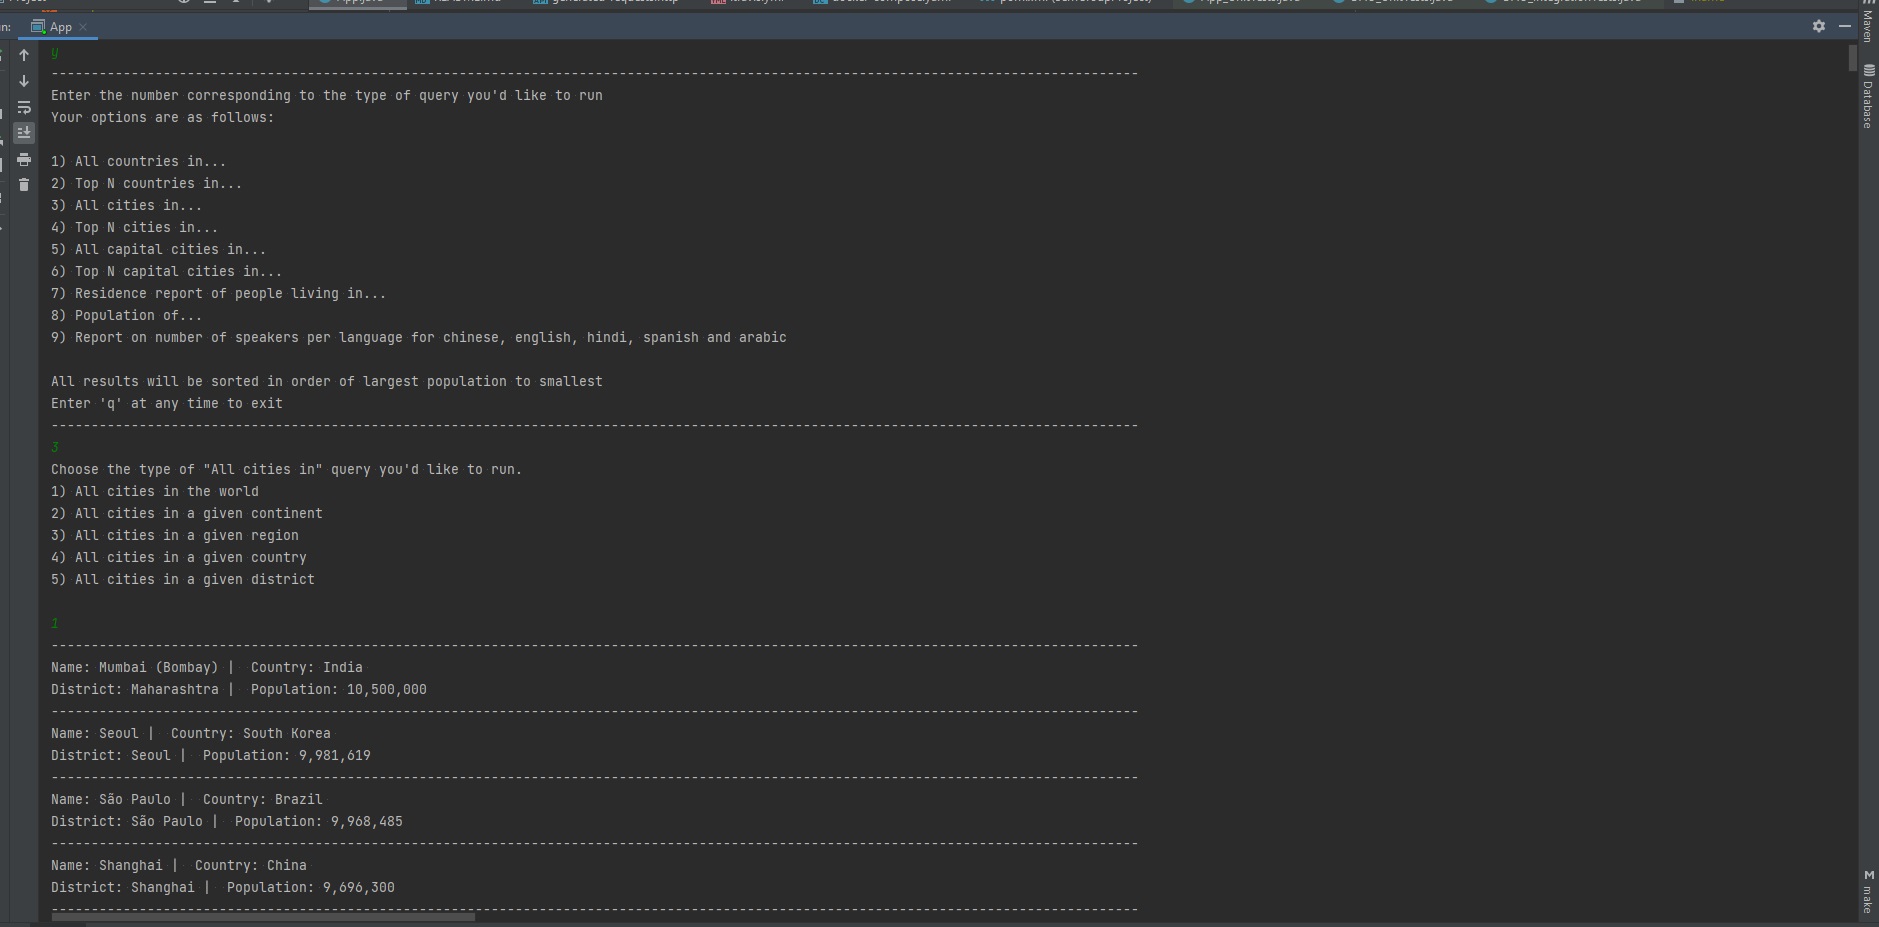 App
y
----------------------------------------------------------------------------------------------------------------------------------------
Enter the number corresponding to the type of query you'd like to run
Your options are as follows:
1) All countries in...
2) Top N countries in...
3) All cities in...
4) Top N cities in...
5) All capital cities in...
6) Top N capital cities in...
7) Residence report of people living in...
8) Population of...
9) Report on number of speakers per language for chinese, english, hindi, spanish and arabic
All results will be sorted in order of largest population to smallest
Enter 'q' at any time to exit
----------------------------------------------------------------------------------------------------------------------------------------
3
Choose the type of "All cities in" query you'd like to run.
1) All cities in the world
2) All cities in a given continent
3) All cities in a given region
4) All cities in a given country
5) All cities in a given district
1
----------------------------------------------------------------------------------------------------------------------------------------
Name: Mumbai (Bombay) |  Country: India
District: Maharashtra |  Population: 10,500,000
----------------------------------------------------------------------------------------------------------------------------------------
Name: Seoul |  Country: South Korea
District: Seoul |  Population: 9,981,619
----------------------------------------------------------------------------------------------------------------------------------------
Name: São Paulo |  Country: Brazil
District: São Paulo |  Population: 9,968,485
----------------------------------------------------------------------------------------------------------------------------------------
Name: Shanghai |  Country: China
District: Shanghai |  Population: 9,696,300
----------------------------------------------------------------------------------------------------------------------------------------
Maven
Database
M make